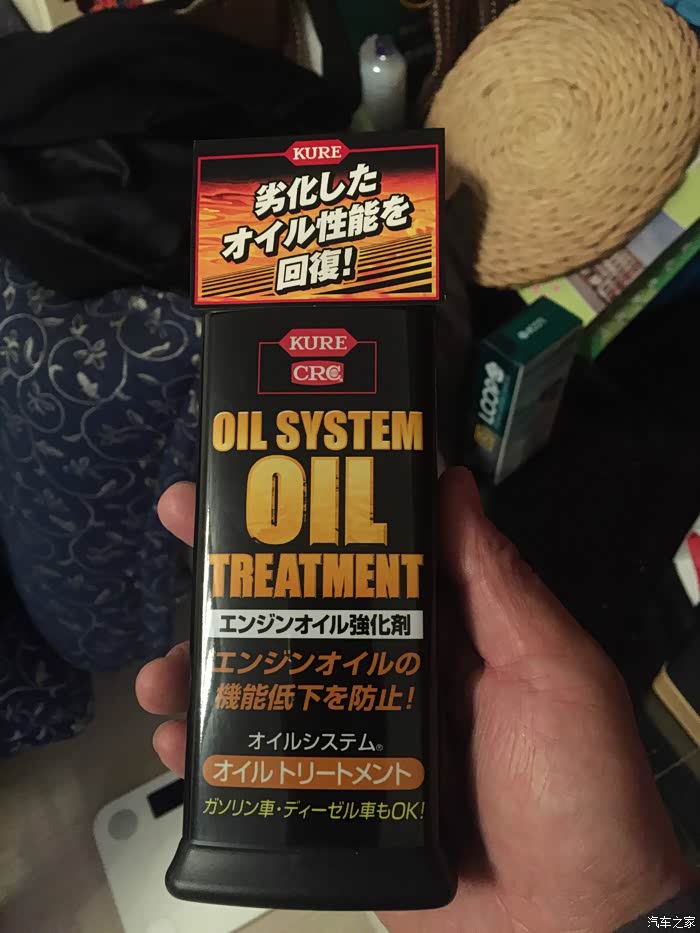 KURE
劣化した
オイル性能を
回復!
KURE
CRC
OIL SYSTEM
OIL
TREATMENT
エンジンオイル強化剤
エンジンオイルの
機能低下を防止!
オイルシステム®
オイルトリートメント
ガソリン車・ディーゼル車もOK!
LOOP
汽车之家